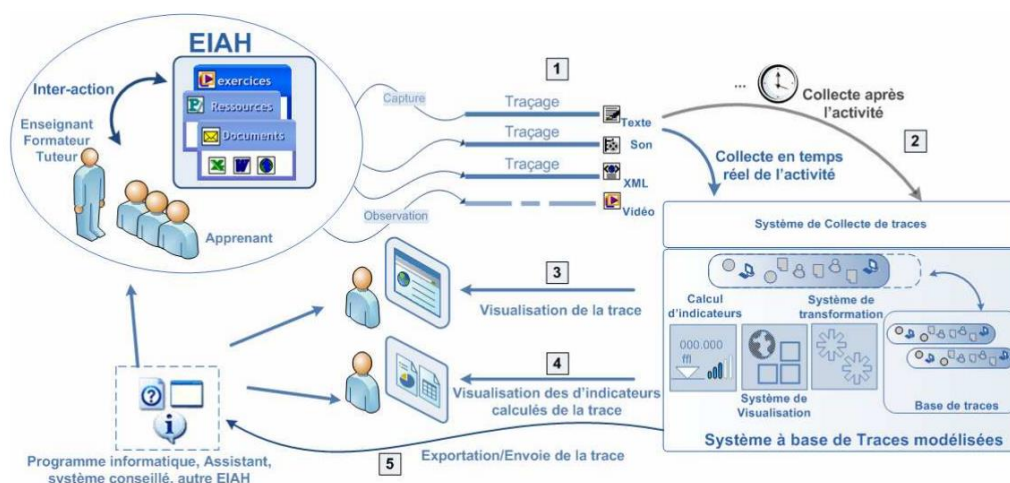 EIAH
Inter-action
Enseignant
Formateur
Tuteur
exercices
Ressources
Documents
Apprenant
Capture
Observation
1
Traçage
Texte
Traçage
Son
Traçage
XML
Vidéo
...
Collecte après
l'activité
2
Collecte en temps
réel de l'activité
Système de Collecte de traces
3
Visualisation de la trace
4
Visualisation des d'indicateurs
calculés de la trace
Calcul
d'indicateurs
Système de
transformation
000.000
Système de
Visualisation
Base de traces
Système à base de Traces modélisées
5
Exportation/Envoie de la trace
Programme informatique, Assistant,
système conseillé, autre EIAH